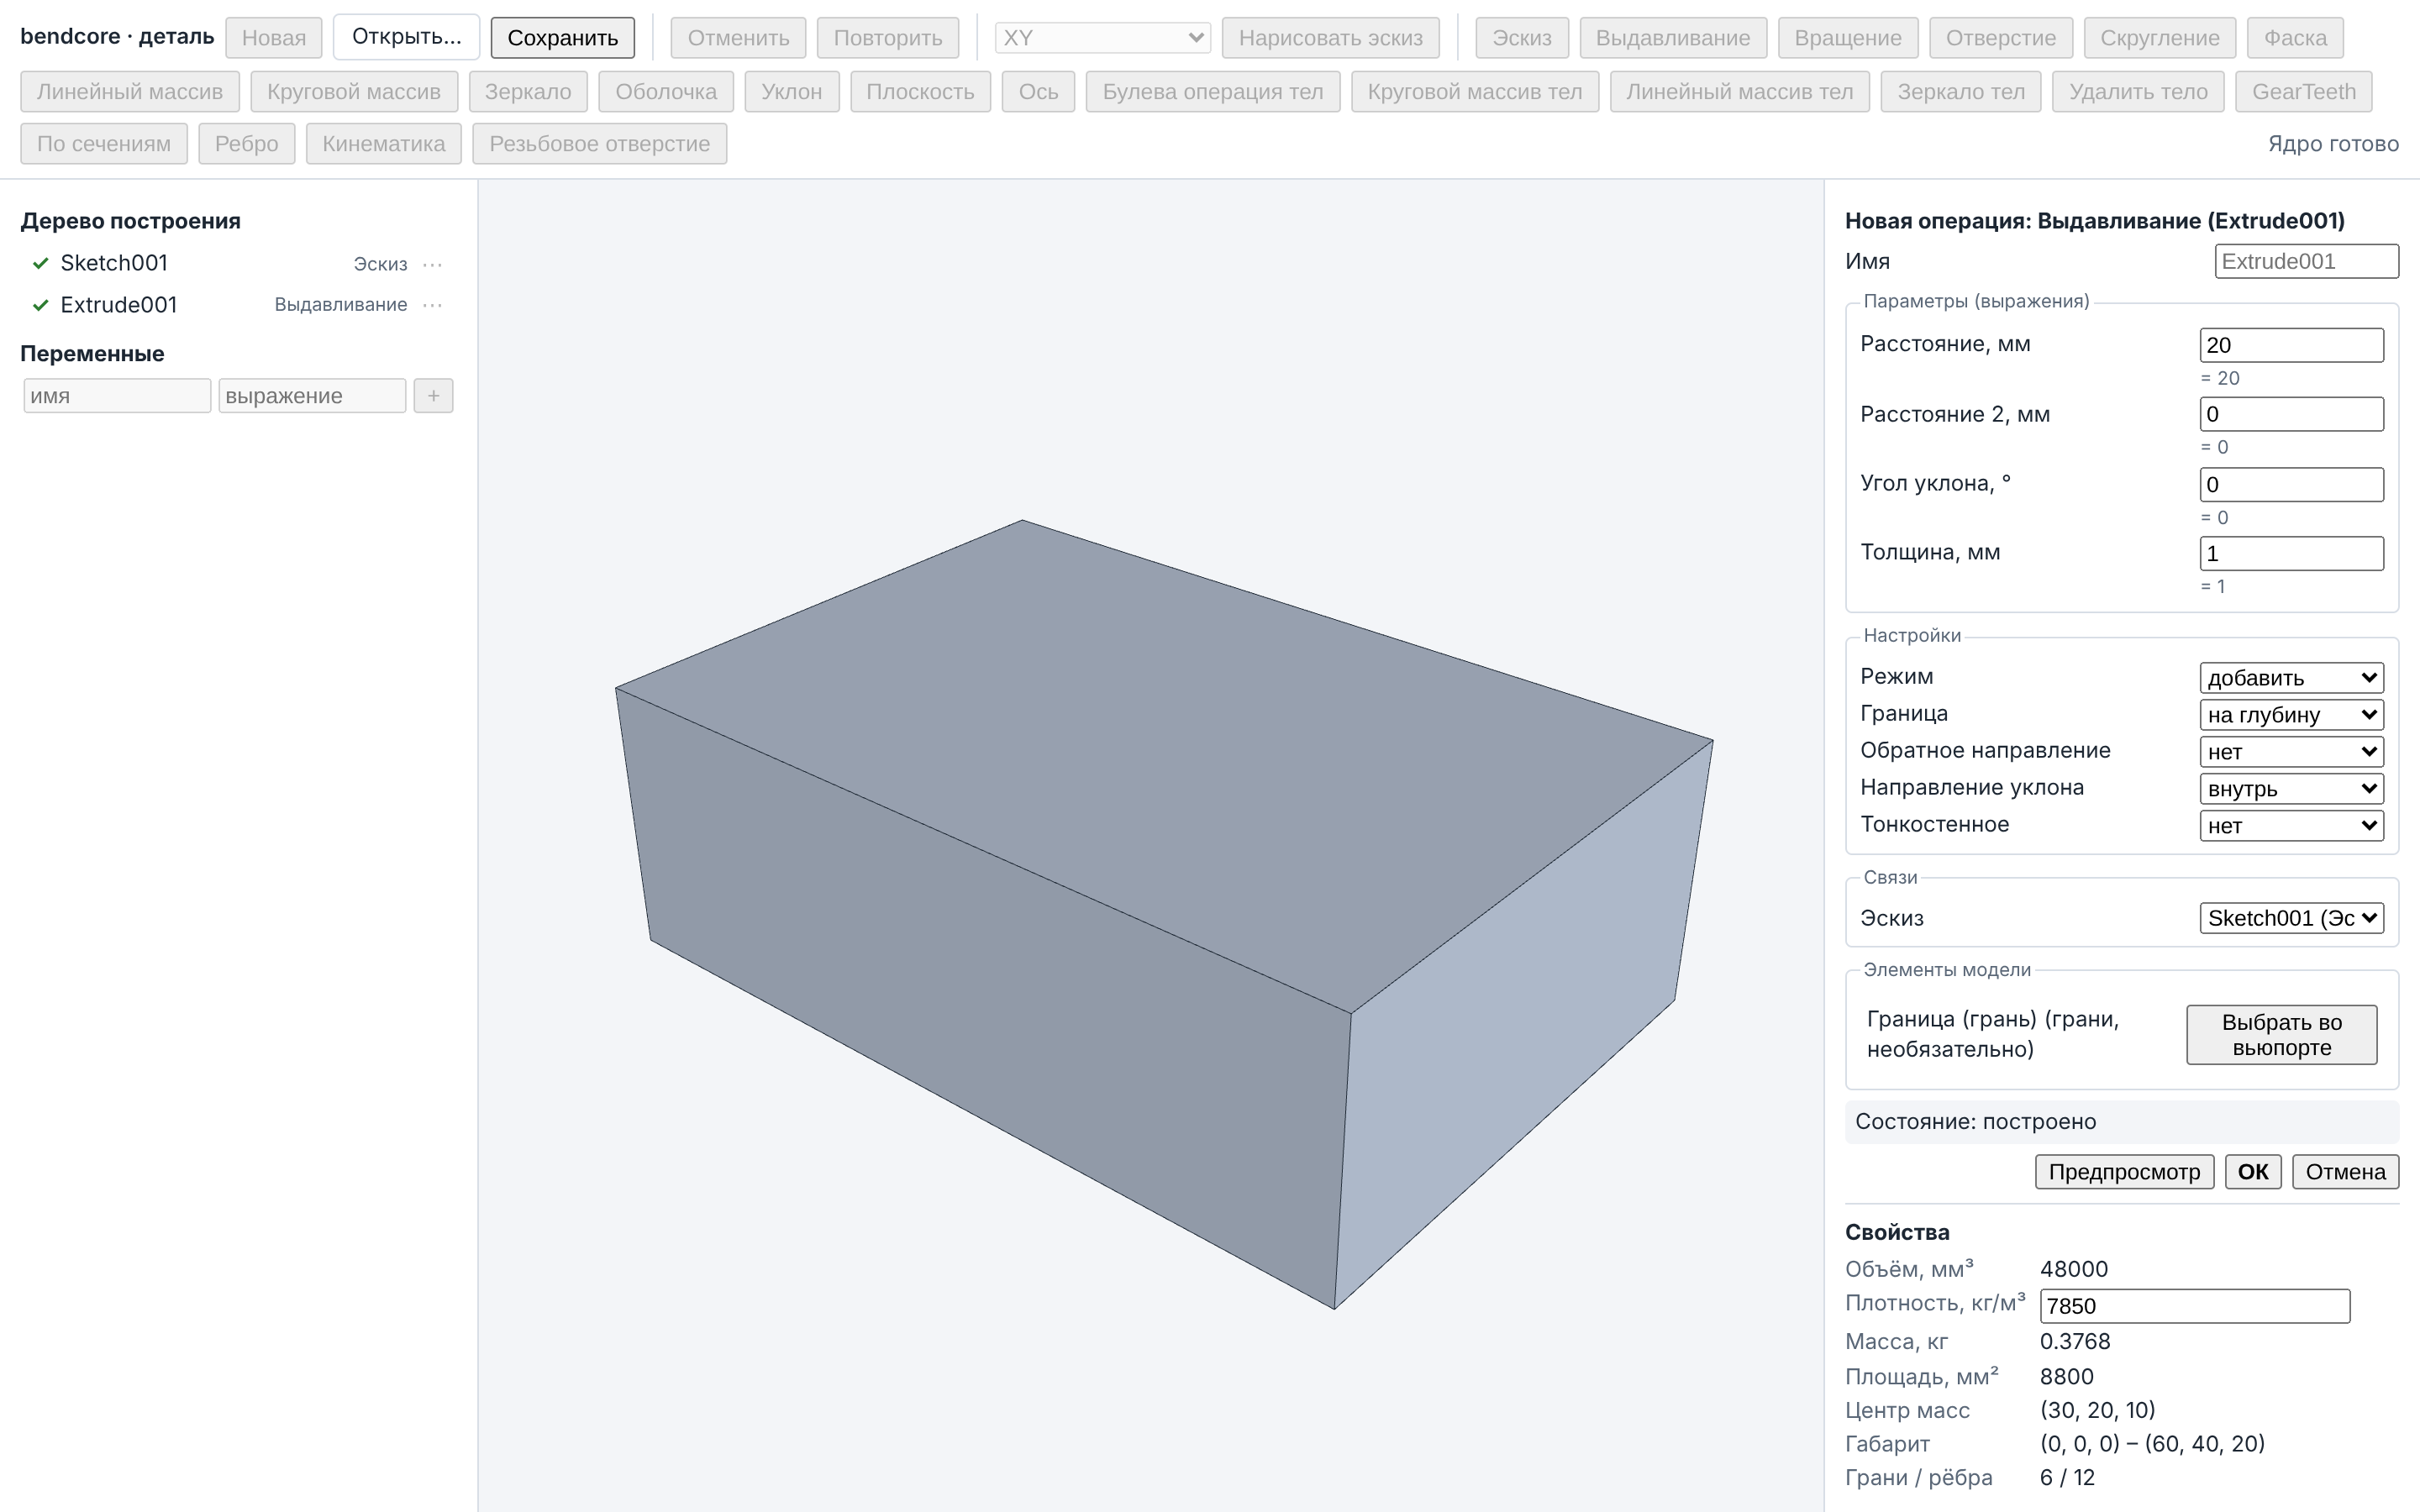 bendcore · деталь Новая Открыть... Сохранить Отменить Повторить XY Нарисовать эскиз Эскиз Выдавливание Вращение Отверстие Скругление Фаска
Линейный массив Круговой массив Зеркало Оболочка Уклон Плоскость Ось Булева операция тел Круговой массив тел Линейный массив тел Зеркало тел Удалить тело GearTeeth
По сечениям Ребро Кинематика Резьбовое отверстие Ядро готово
Дерево построения
Sketch001 Эскиз ···
Extrude001 Выдавливание ···
Переменные
имя выражение +
Новая операция: Выдавливание (Extrude001)
Имя Extrude001
Параметры (выражения)
Расстояние, мм 20
= 20
Расстояние 2, мм 0
= 0
Угол уклона, ° 0
= 0
Толщина, мм 1
= 1
Настройки
Режим добавить
Граница на глубину
Обратное направление нет
Направление уклона внутрь
Тонкостенное нет
Связи
Эскиз Sketch001 (Эс
Элементы модели
Граница (грань) (грани, необязательно) Выбрать во вьюпорте
Состояние: построено
Предпросмотр ОК Отмена
Свойства
Объём, мм³ 48000
Плотность, кг/м³ 7850
Масса, кг 0.3768
Площадь, мм² 8800
Центр масс (30, 20, 10)
Габарит (0, 0, 0) – (60, 40, 20)
Грани / рёбра 6 / 12